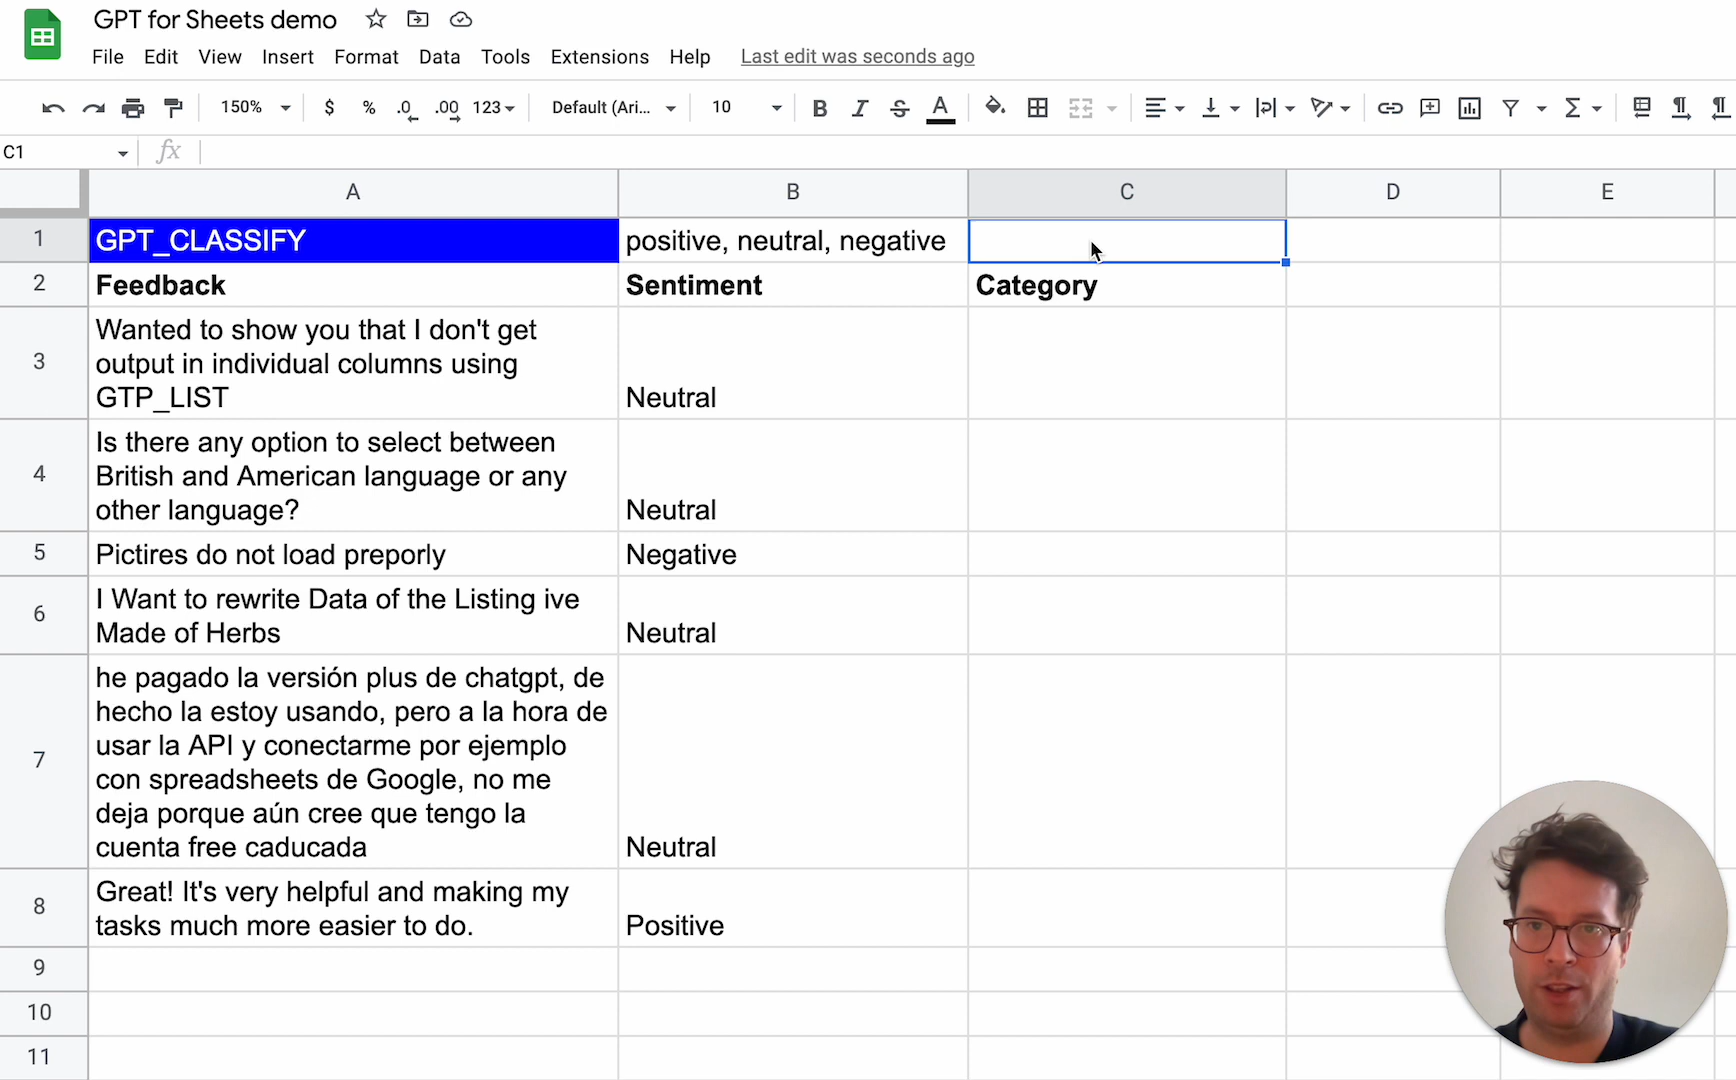 GPT for Sheets demo
File Edit View Insert Format Data Tools Extensions Help Last edit was seconds ago
150% $ % .0 .00 123 Default (Ari... 10 B I S A
C1 fx
A B C D E
1 GPT_CLASSIFY positive, neutral, negative
2 Feedback Sentiment Category
Wanted to show you that I don't get
3 output in individual columns using
GTP_LIST Neutral
Is there any option to select between
4 British and American language or any
other language? Neutral
5 Pictires do not load preporly Negative
I Want to rewrite Data of the Listing ive
6 Made of Herbs Neutral
he pagado la versión plus de chatgpt, de
hecho la estoy usando, pero a la hora de
usar la API y conectarme por ejemplo
7 con spreadsheets de Google, no me
deja porque aún cree que tengo la
cuenta free caducada Neutral
Great! It's very helpful and making my
8 tasks much more easier to do. Positive
9
10
11